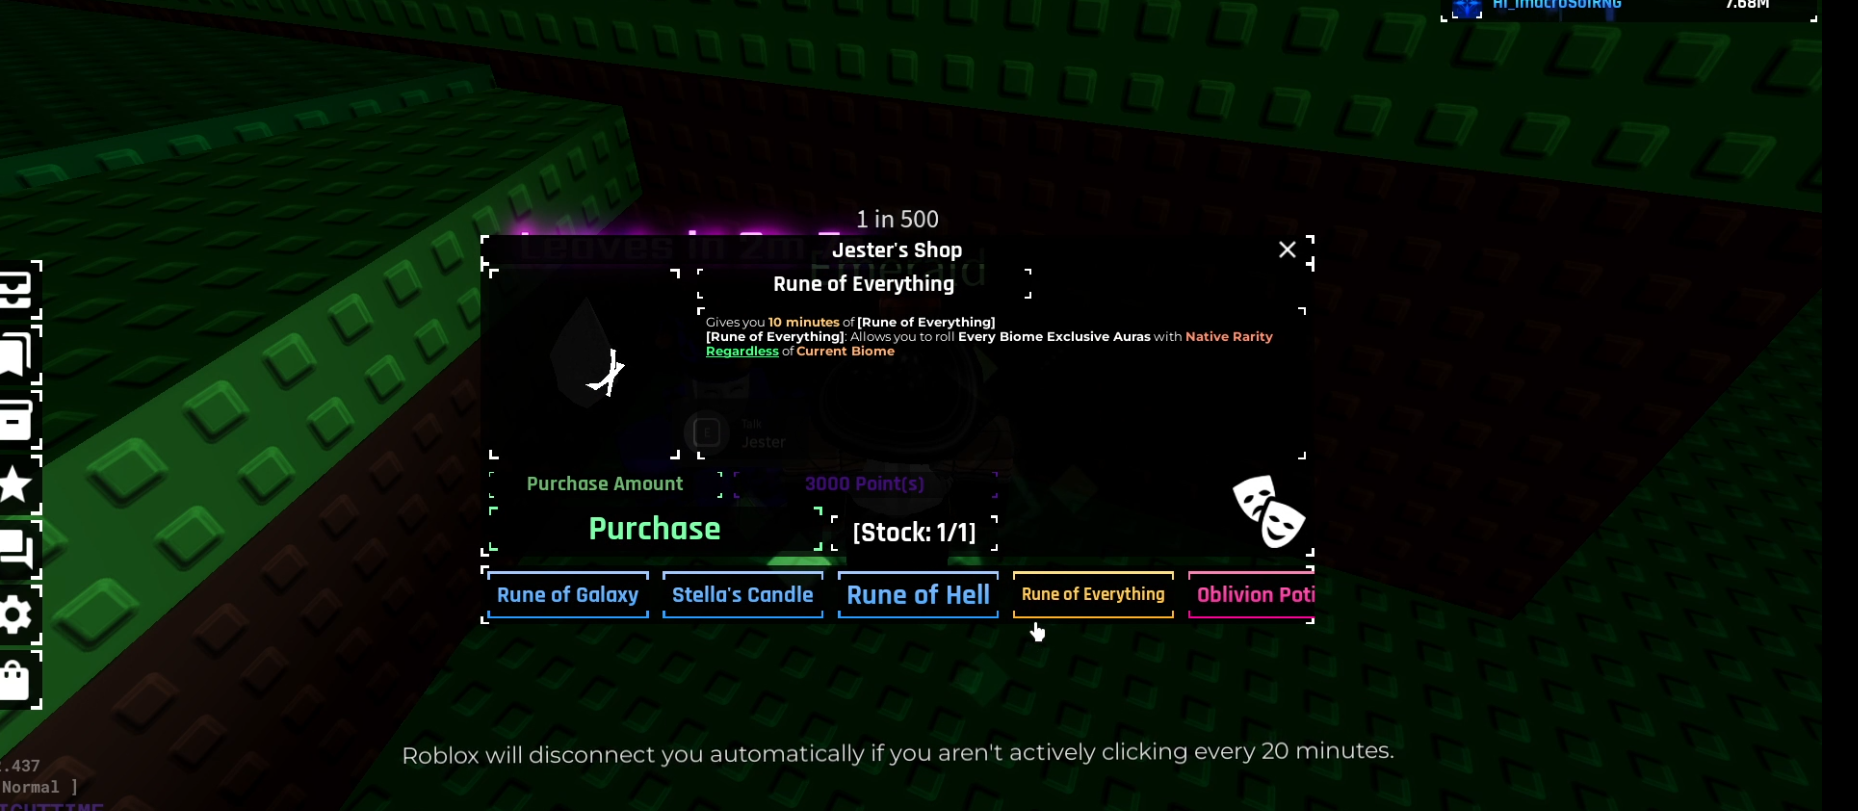 Hi_imacroSolRNG 7.68M
1 in 500
Leaves in 2m
Jester's Shop
Emerald
Rune of Everything
Gives you 10 minutes of [Rune of Everything]
[Rune of Everything]: Allows you to roll Every Biome Exclusive Auras with Native Rarity
Regardless of Current Biome
E Talk
Jester
Purchase Amount 3000 Point(s)
Purchase [Stock: 1/1]
Rune of Galaxy Stella's Candle Rune of Hell Rune of Everything Oblivion Poti
Roblox will disconnect you automatically if you aren't actively clicking every 20 minutes.
.437
Normal ]